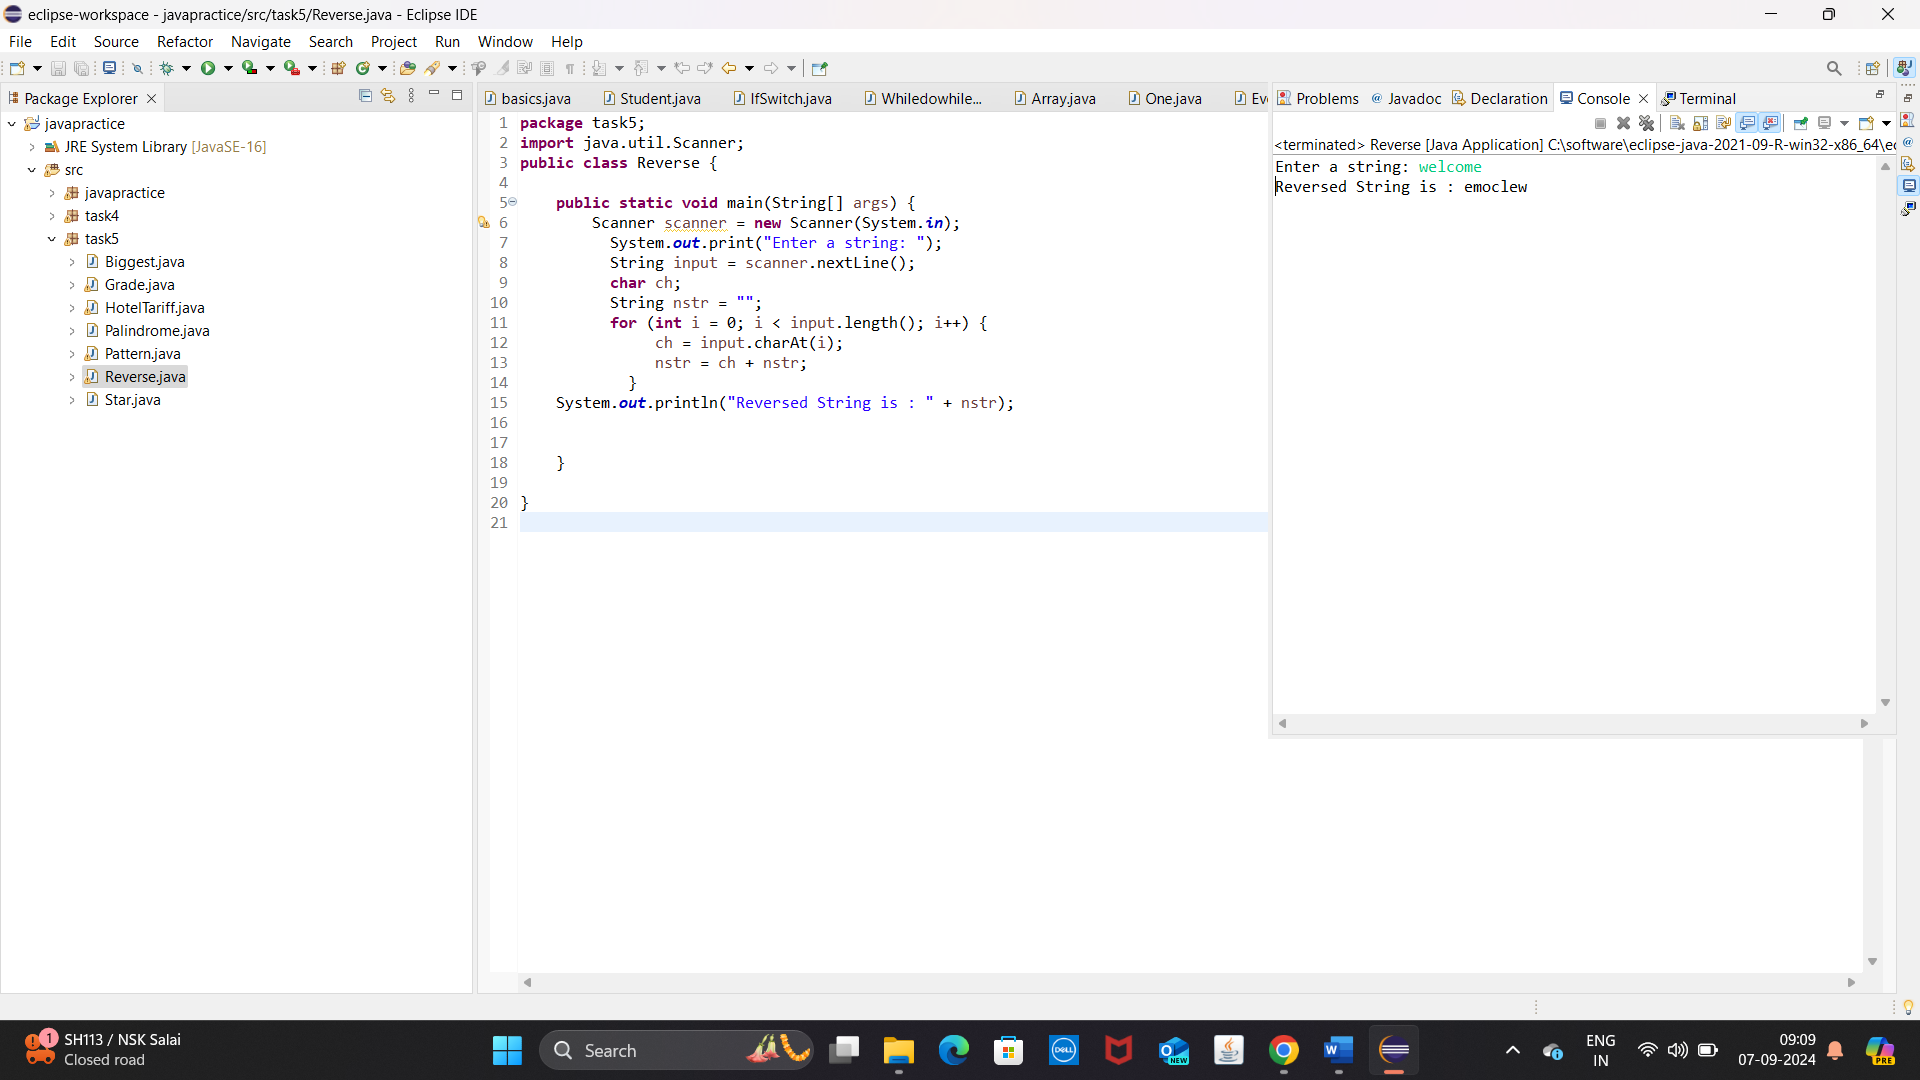 eclipse-workspace - javapractice/src/task5/Reverse.java - Eclipse IDE
File Edit Source Refactor Navigate Search Project Run Window Help
Package Explorer
javapractice
JRE System Library [JavaSE-16]
src
javapractice
task4
task5
Biggest.java
Grade.java
HotelTariff.java
Palindrome.java
Pattern.java
Reverse.java
Star.java
basics.java Student.java IfSwitch.java Whiledowhile... Array.java One.java
1 package task5;
2 import java.util.Scanner;
3 public class Reverse {
4
5 public static void main(String[] args) {
6 Scanner scanner = new Scanner(System.in);
7 System.out.print("Enter a string: ");
8 String input = scanner.nextLine();
9 char ch;
10 String nstr = "";
11 for (int i = 0; i < input.length(); i++) {
12 ch = input.charAt(i);
13 nstr = ch + nstr;
14 }
15 System.out.println("Reversed String is : " + nstr);
16
17
18 }
19
20 }
21
Problems Javadoc Declaration Console Terminal
<terminated> Reverse [Java Application] C:\software\eclipse-java-2021-09-R-win32-x86_64\ec
Enter a string: welcome
Reversed String is : emoclew
1
SH113 / NSK Salai
Closed road
Search
DELL
NEW
ENG
IN
09:09
07-09-2024
PRE